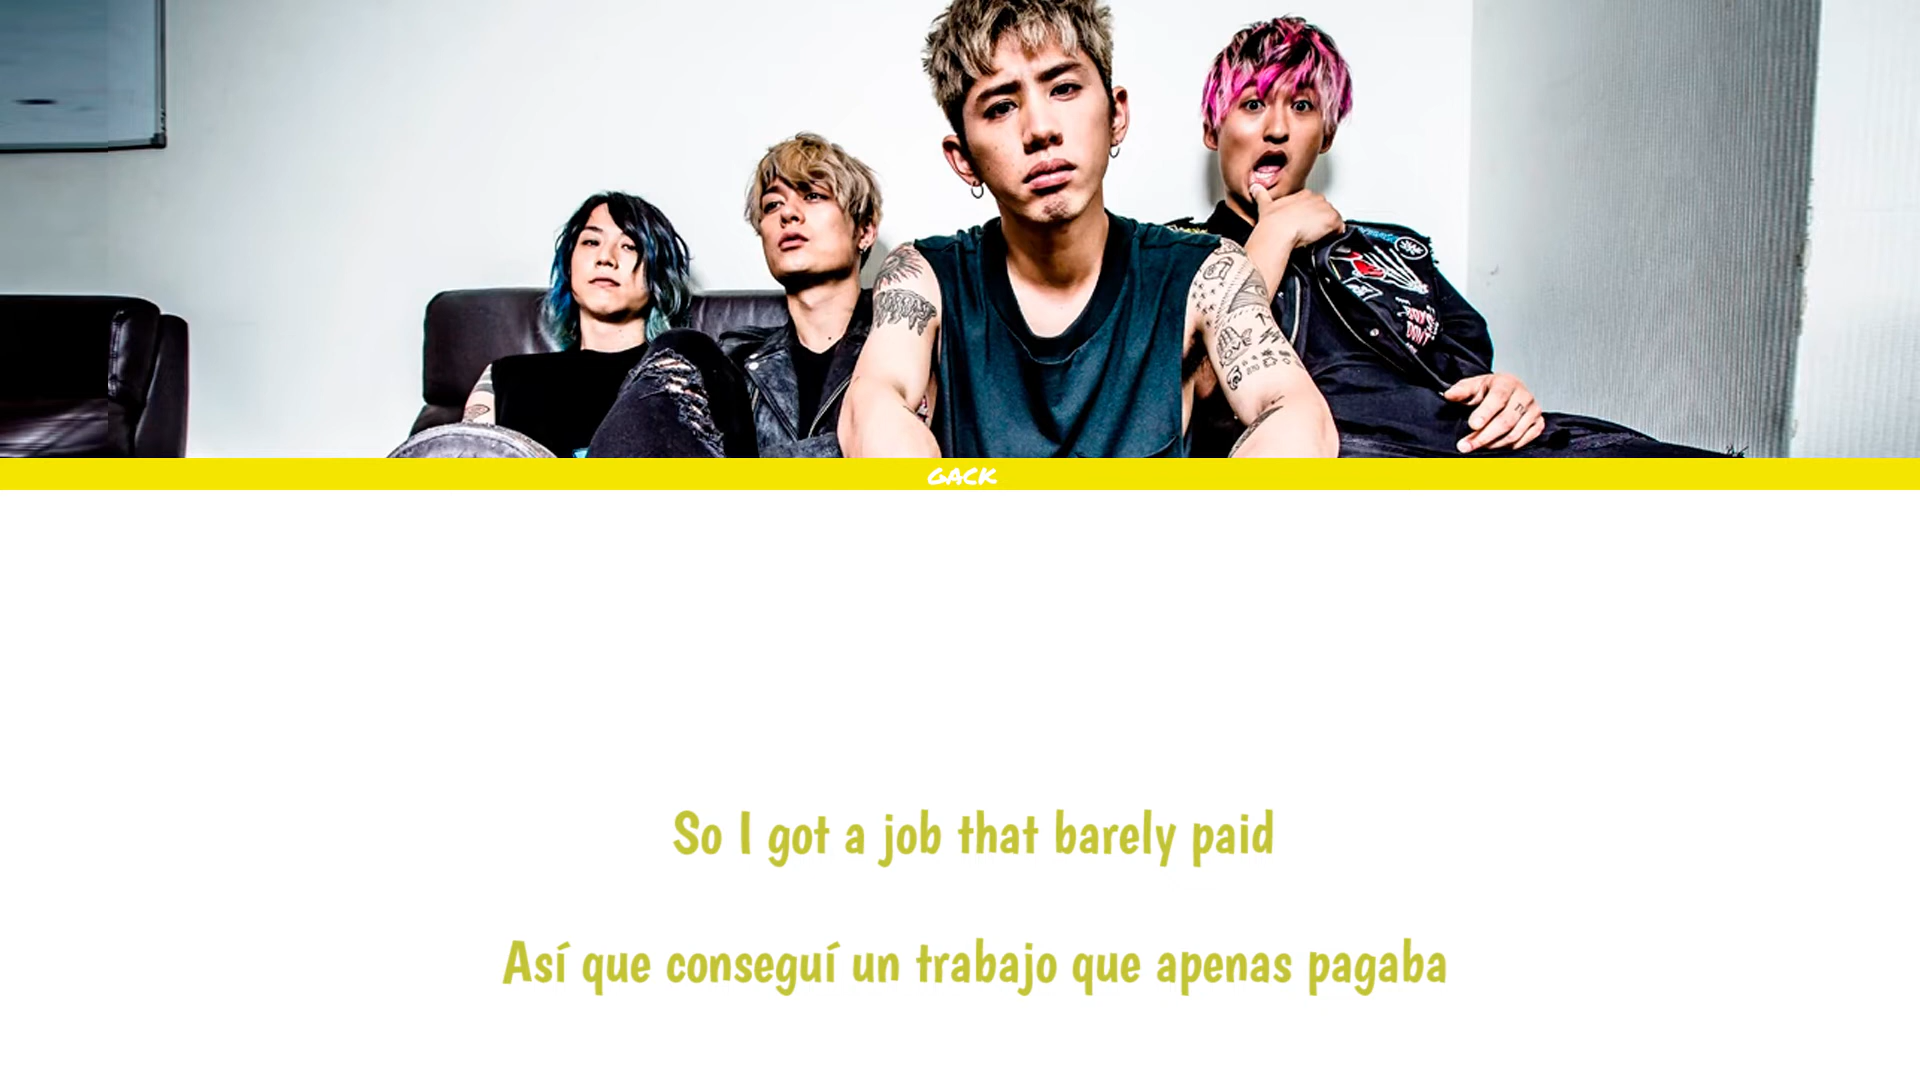 GACK
So I got a job that barely paid
Así que conseguí un trabajo que apenas pagaba